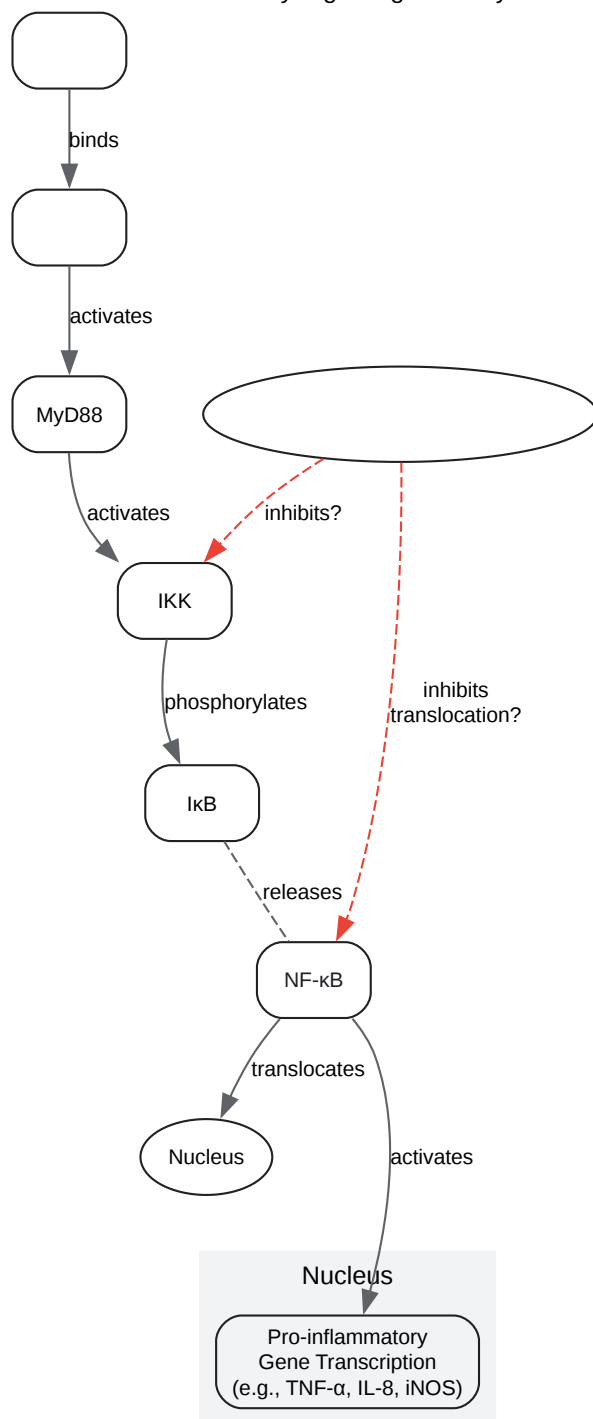 binds
activates
MyD88
activates
inhibits?
IKK
phosphorylates
inhibits
translocation?
IκB
releases
NF-κB
translocates
Nucleus
activates
Nucleus
Pro-inflammatory
Gene Transcription
(e.g., TNF-α, IL-8, iNOS)